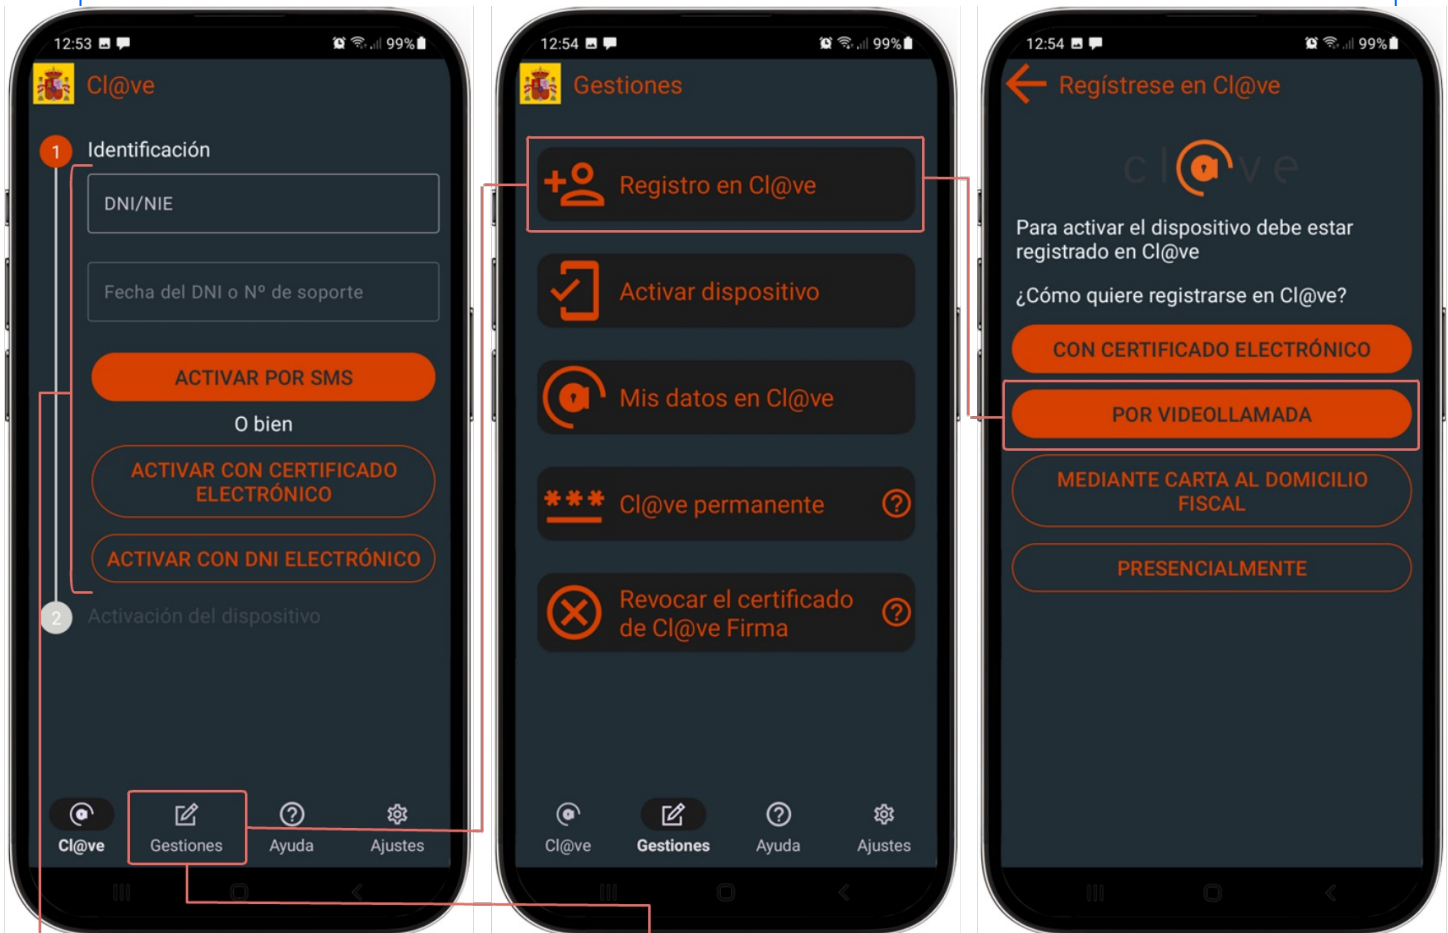 12:53
99%
Cl@ve
1
Identificación
DNI/NIE
Fecha del DNI o Nº de soporte
ACTIVAR POR SMS
O bien
ACTIVAR CON CERTIFICADO
ELECTRÓNICO
ACTIVAR CON DNI ELECTRÓNICO
2
Activación del dispositivo
Cl@ve
Gestiones
Ayuda
Ajustes
12:54
99%
Gestiones
Registro en Cl@ve
Activar dispositivo
Mis datos en Cl@ve
Cl@ve permanente
Revocar el certificado
de Cl@ve Firma
Cl@ve
Gestiones
Ayuda
Ajustes
12:54
99%
Regístrese en Cl@ve
cl@ve
Para activar el dispositivo debe estar
registrado en Cl@ve
¿Cómo quiere registrarse en Cl@ve?
CON CERTIFICADO ELECTRÓNICO
POR VIDEOLLAMADA
MEDIANTE CARTA AL DOMICILIO
FISCAL
PRESENCIALMENTE